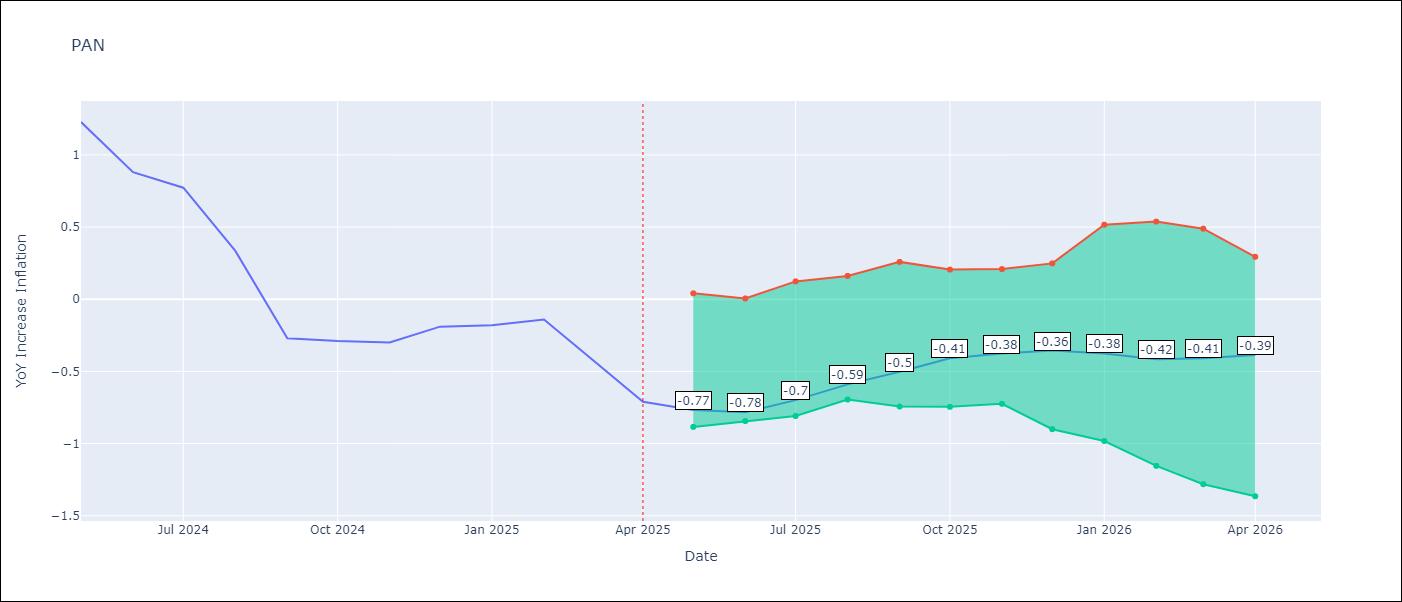 PAN
YoY Increase Inflation
1
0.5
0
−0.5
−1
−1.5
-0.77
-0.78
-0.7
-0.59
-0.5
-0.41
-0.38
-0.36
-0.38
-0.42
-0.41
-0.39
Jul 2024
Oct 2024
Jan 2025
Apr 2025
Jul 2025
Oct 2025
Jan 2026
Apr 2026
Date